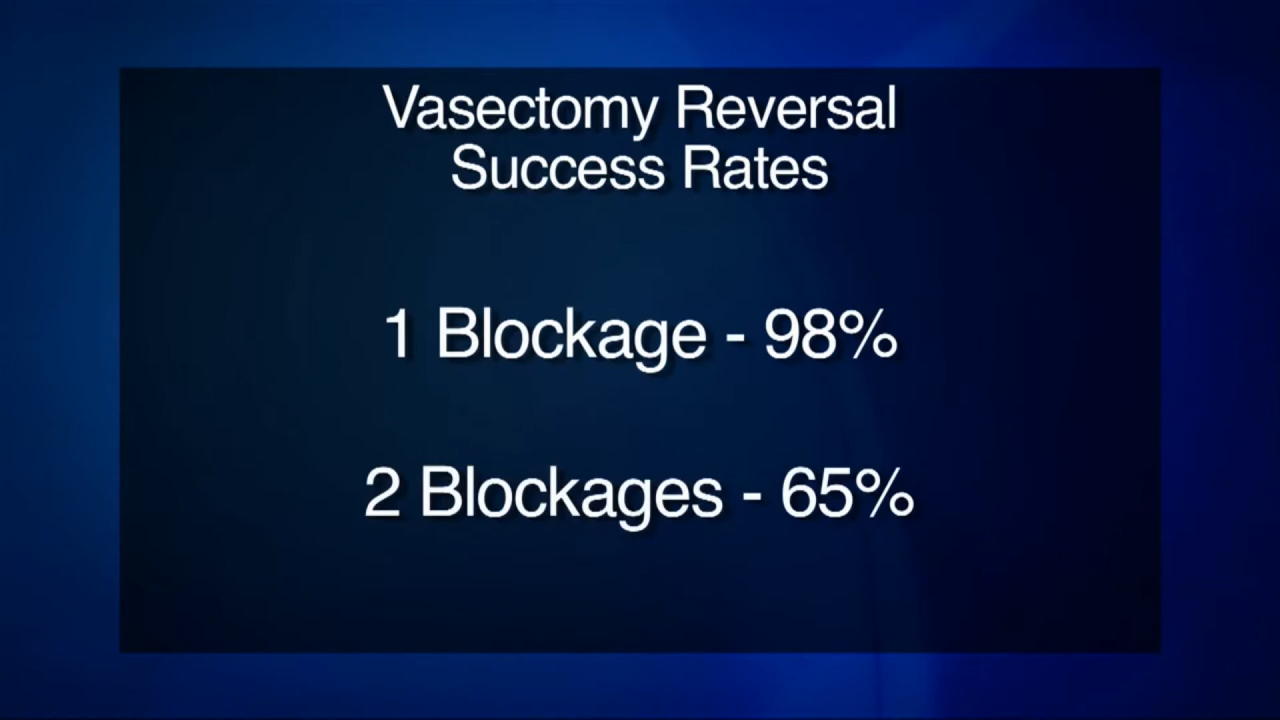 Vasectomy Reversal
Success Rates
1 Blockage - 98%
2 Blockages - 65%